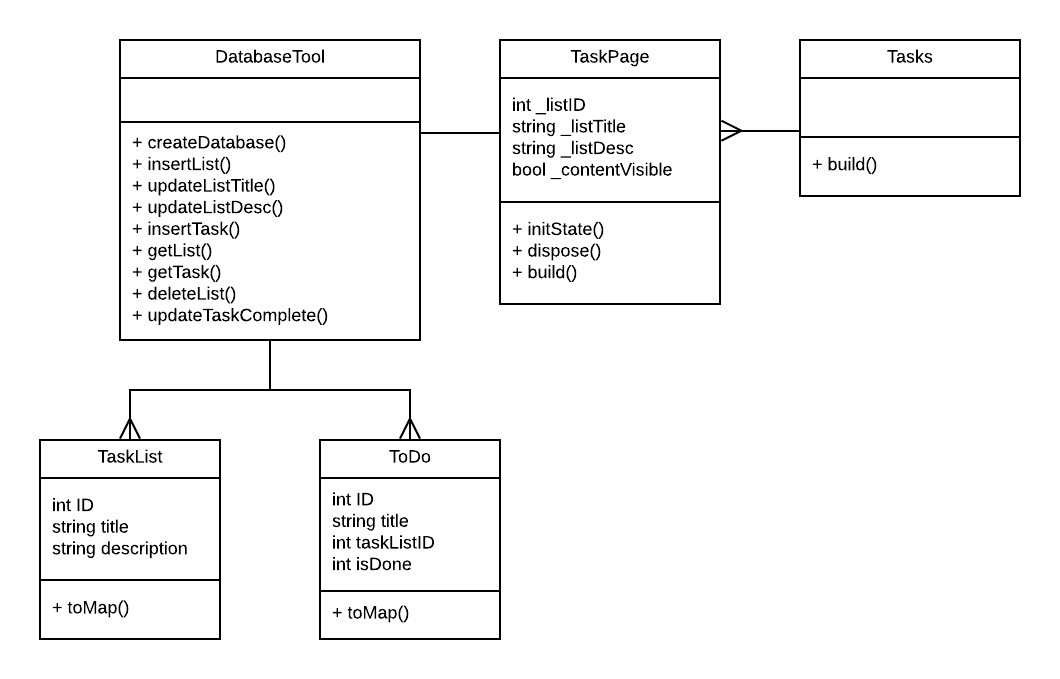 DatabaseTool
+ createDatabase()
+ insertList()
+ updateListTitle()
+ updateListDesc()
+ insertTask()
+ getList()
+ getTask()
+ deleteList()
+ updateTaskComplete()
TaskPage
int _listID
string _listTitle
string _listDesc
bool _contentVisible
+ initState()
+ dispose()
+ build()
Tasks
+ build()
TaskList
int ID
string title
string description
+ toMap()
ToDo
int ID
string title
int taskListID
int isDone
+ toMap()